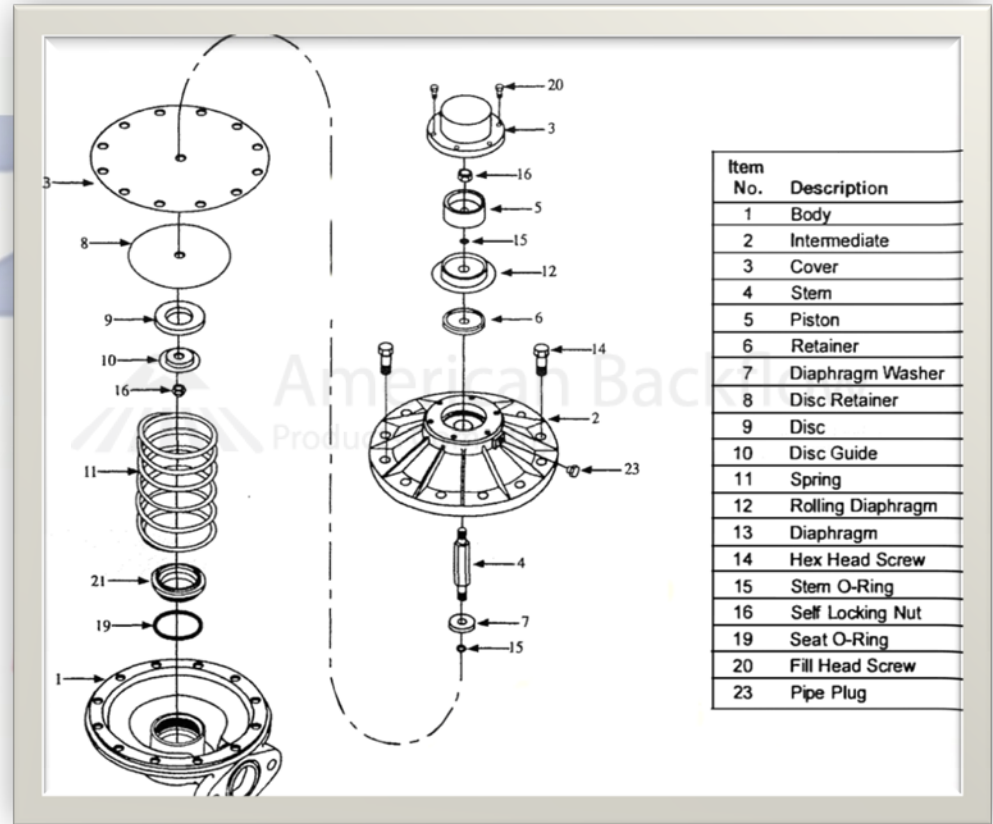 20
3
16
5
15
12
6
14
2
23
4
7
15
3
8
9
10
16
11
21
19
1
American Backflow
Produc
Item
No. Description
1 Body
2 Intermediate
3 Cover
4 Stem
5 Piston
6 Retainer
7 Diaphragm Washer
8 Disc Retainer
9 Disc
10 Disc Guide
11 Spring
12 Rolling Diaphragm
13 Diaphragm
14 Hex Head Screw
15 Stem O-Ring
16 Self Locking Nut
19 Seat O-Ring
20 Fill Head Screw
23 Pipe Plug